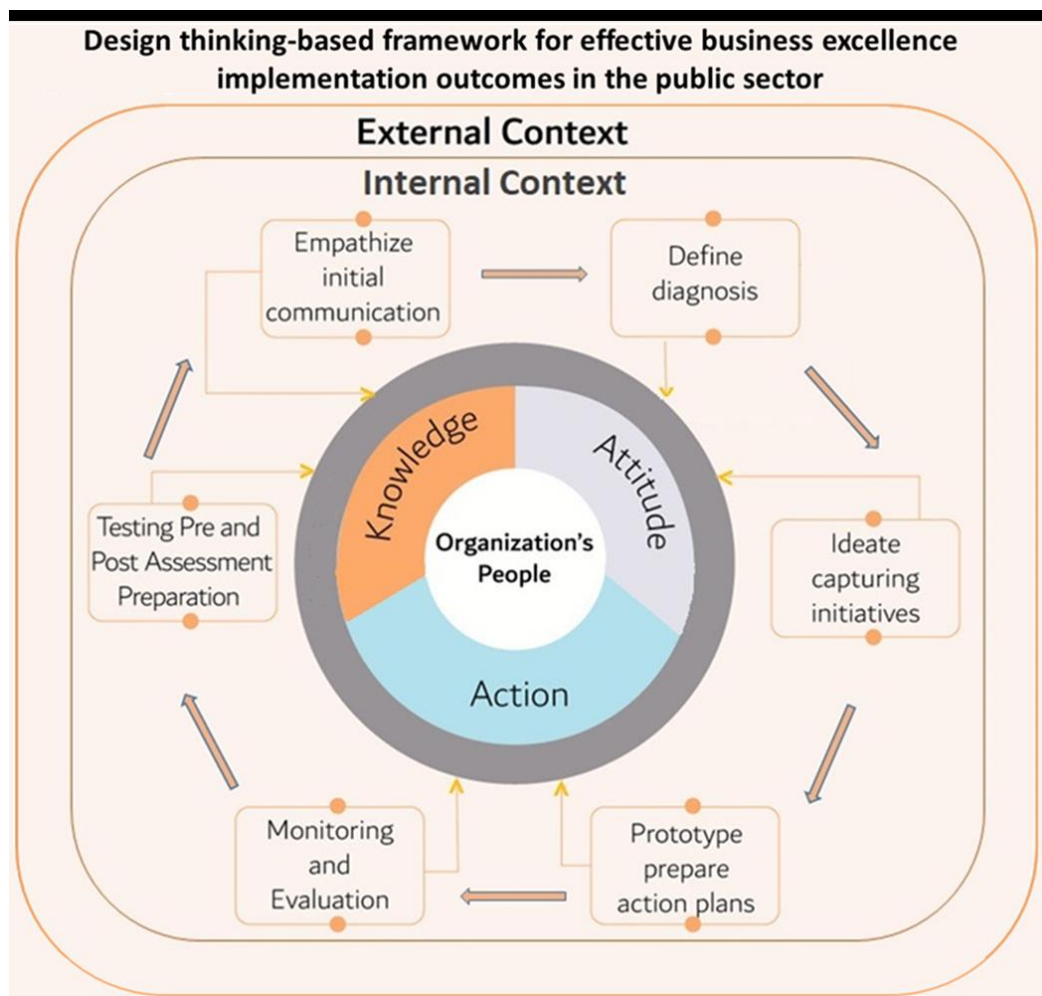 Design thinking-based framework for effective business excellence
implementation outcomes in the public sector
External Context
Internal Context
Empathize
initial
communication
Define
diagnosis
Knowledge
Attitude
Testing Pre and
Post Assessment
Preparation
Organization’s
People
Ideate
capturing
initiatives
Action
Monitoring
and
Evaluation
Prototype
prepare
action plans